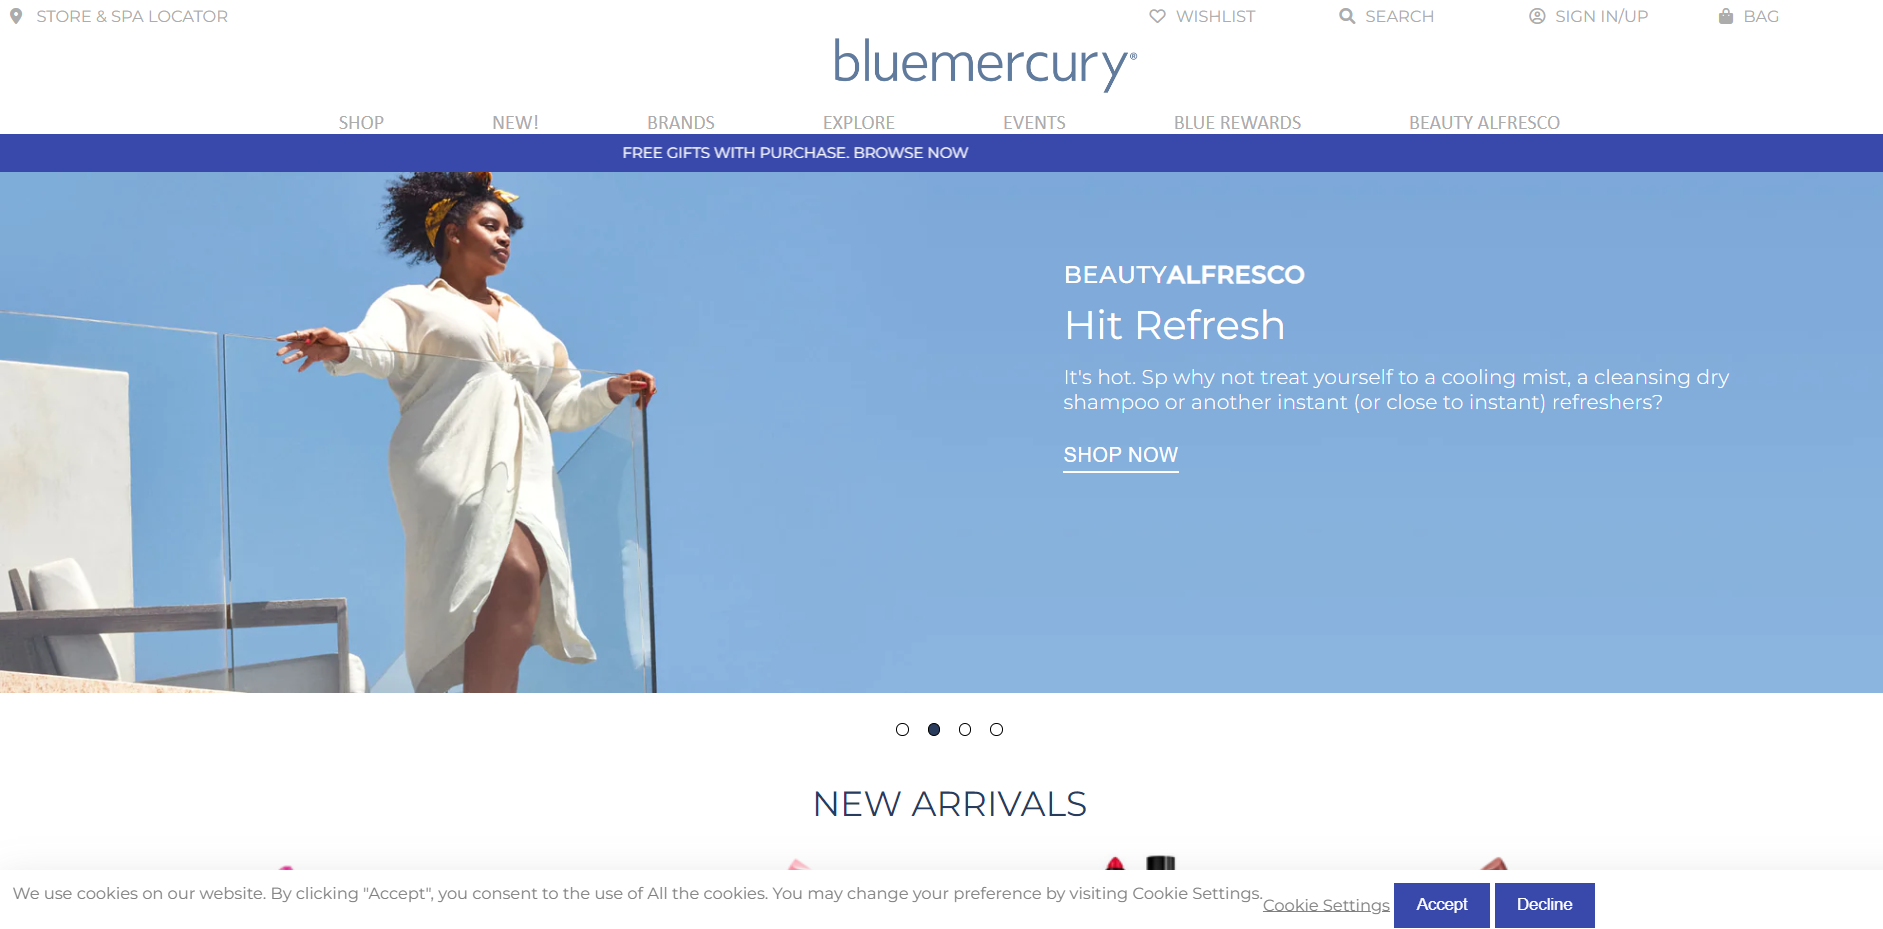 STORE & SPA LOCATOR
WISHLIST
SEARCH
SIGN IN/UP
BAG
bluemercury®
SHOP
NEW!
BRANDS
EXPLORE
EVENTS
BLUE REWARDS
BEAUTY ALFRESCO
FREE GIFTS WITH PURCHASE. BROWSE NOW
BEAUTYALFRESCO
Hit Refresh
It's hot. Sp why not treat yourself to a cooling mist, a cleansing dry
shampoo or another instant (or close to instant) refreshers?
SHOP NOW
NEW ARRIVALS
We use cookies on our website. By clicking "Accept", you consent to the use of All the cookies. You may change your preference by visiting Cookie Settings.
Cookie Settings
Accept
Decline